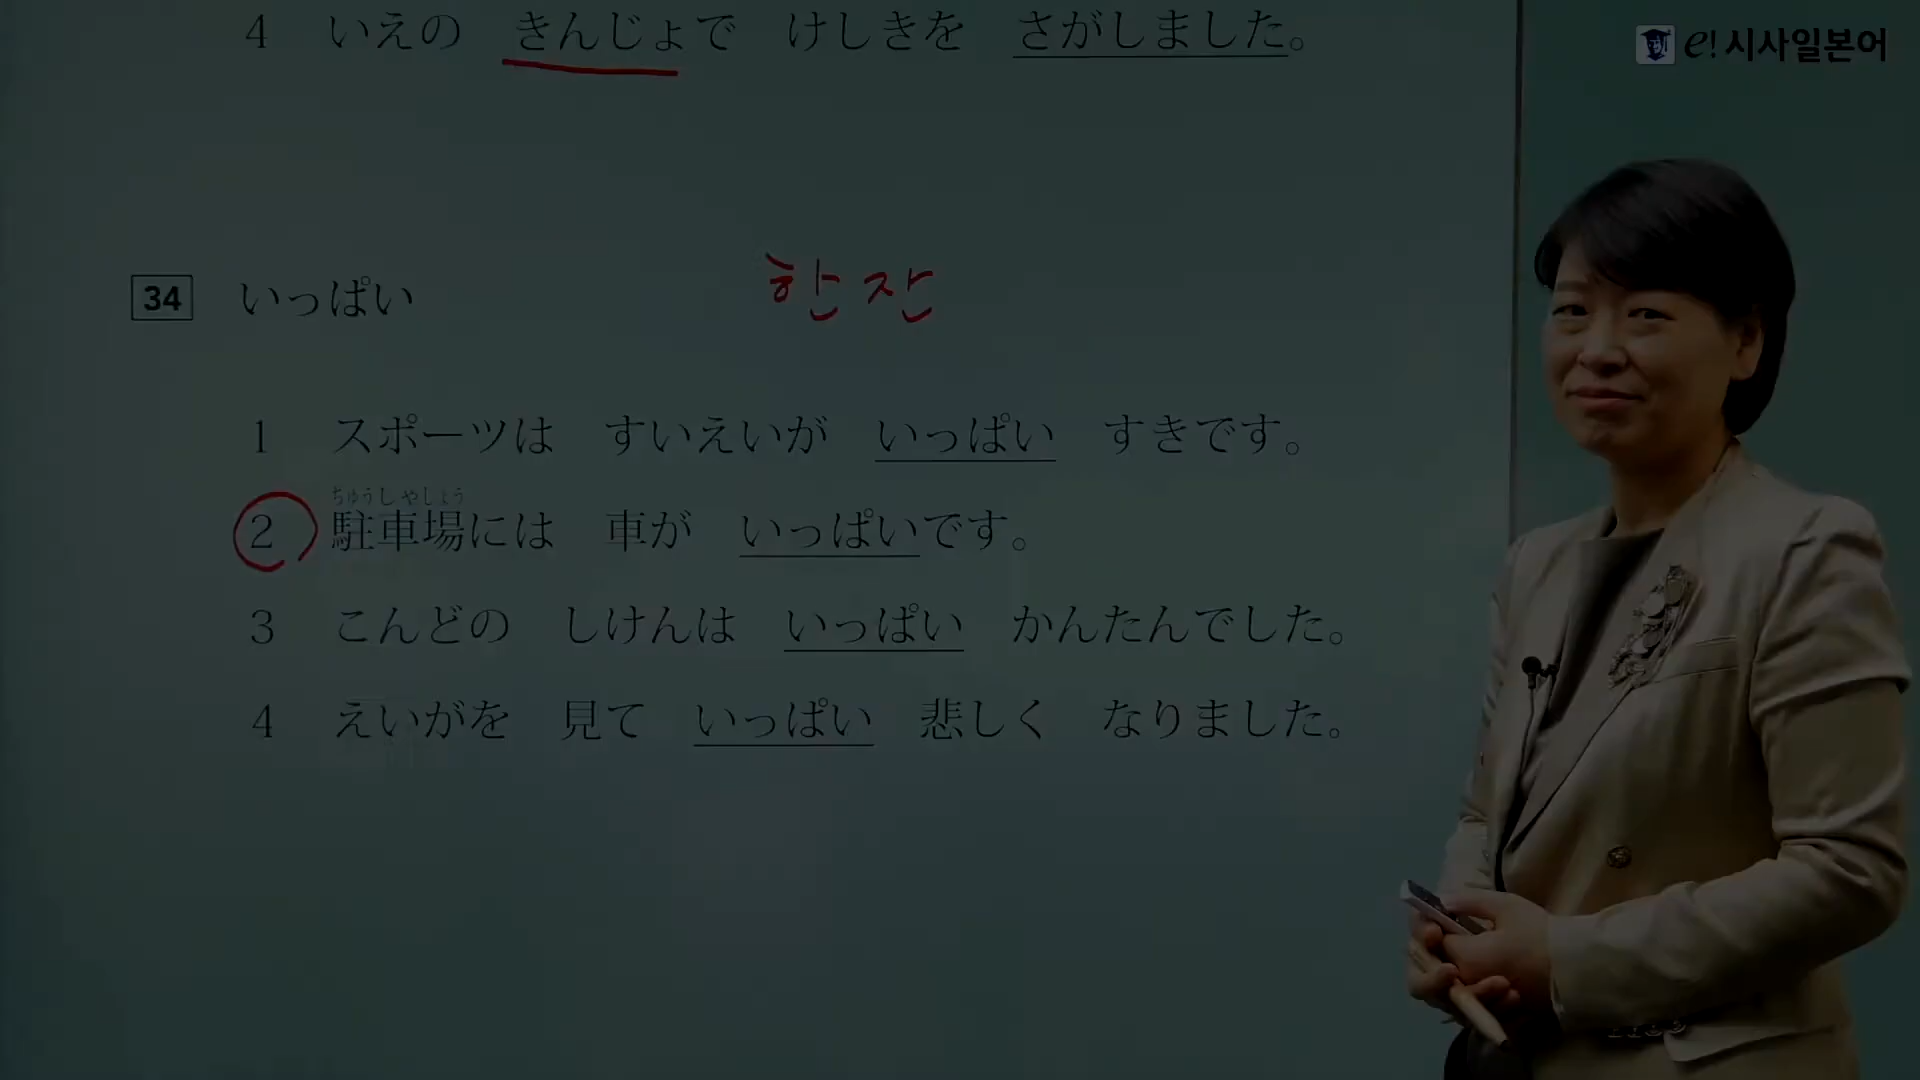 4 いえの きんじょで けしきを さがしました。
e! 시사일본어
34 いっぱい
한잔
1 スポーツは すいえいが いっぱい すきです。
ちゅうしゃじょう
2 駐車場には 車が いっぱいです。
3 こんどの しけんは いっぱい かんたんでした。
4 えいがを 見て いっぱい 悲しく なりました。